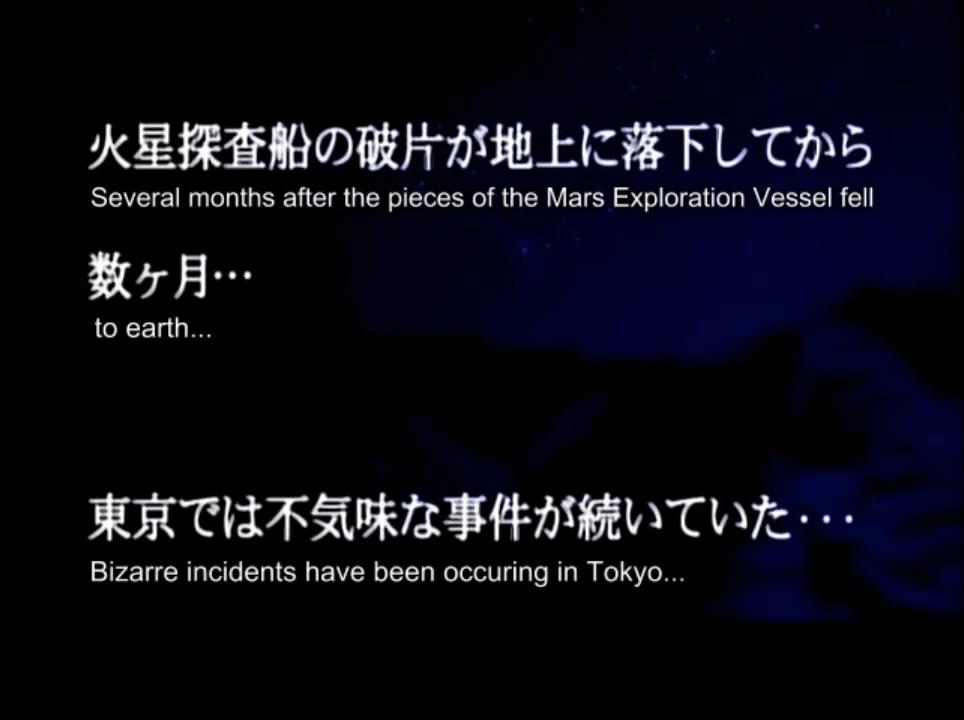 火星探査船の破片が地上に落下してから
Several months after the pieces of the Mars Exploration Vessel fell
数ヶ月…
to earth...
東京では不気味な事件が続いていた･･･
Bizarre incidents have been occuring in Tokyo...